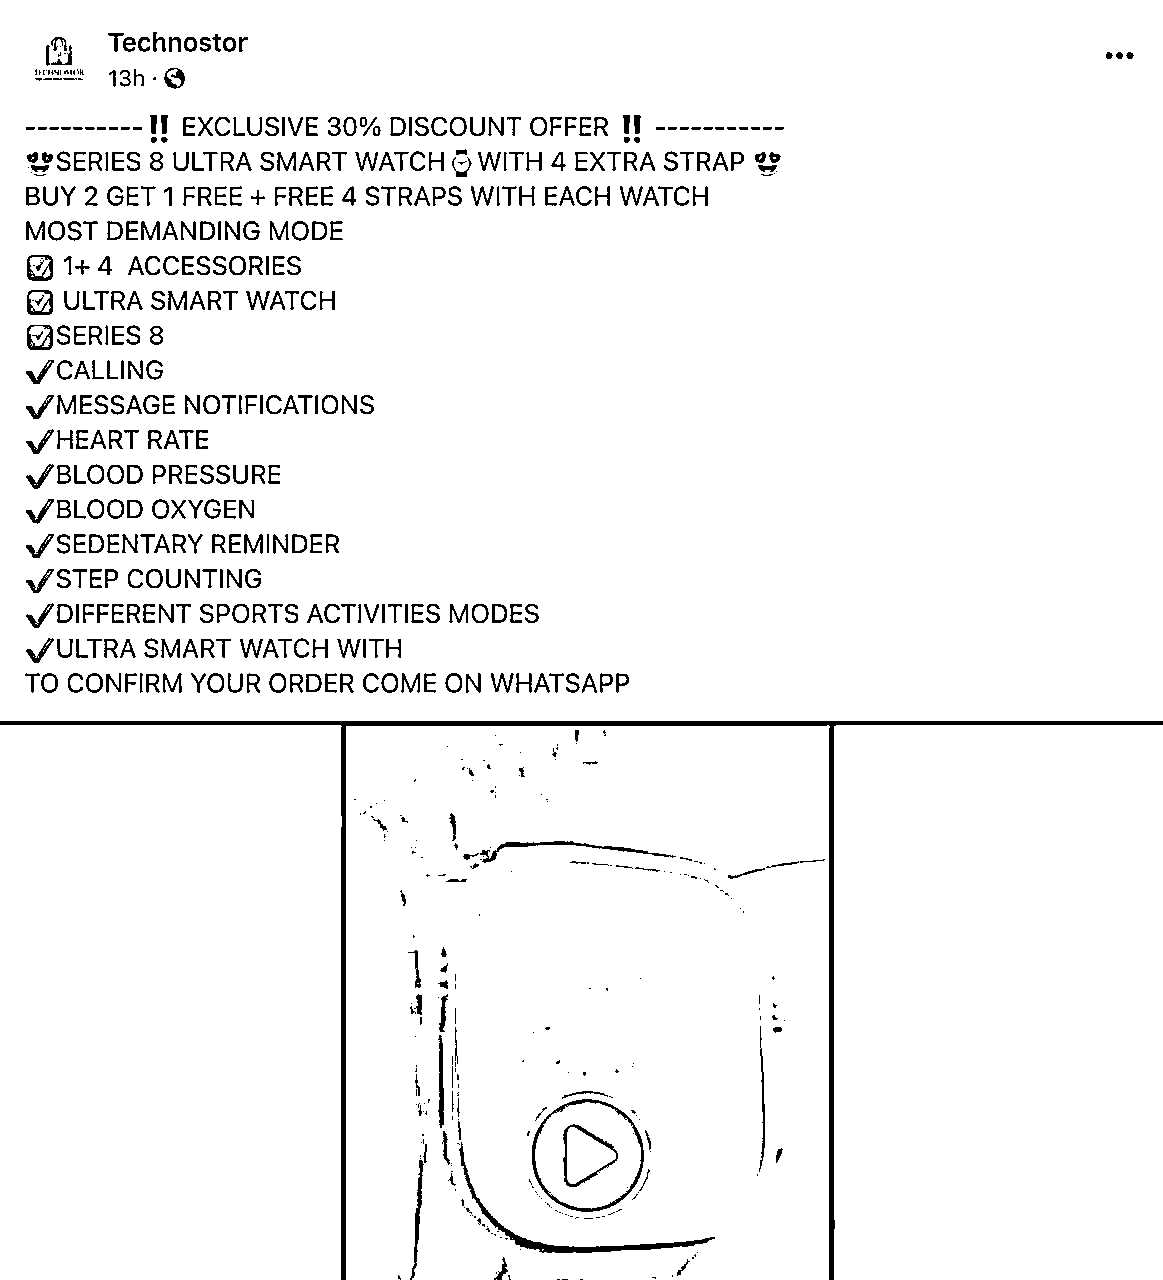 Technostor
13h ·
----------‼ EXCLUSIVE 30% DISCOUNT OFFER ‼ -----------
😍SERIES 8 ULTRA SMART WATCH⌚WITH 4 EXTRA STRAP 😍
BUY 2 GET 1 FREE + FREE 4 STRAPS WITH EACH WATCH
MOST DEMANDING MODE
☑ 1+ 4  ACCESSORIES
☑ ULTRA SMART WATCH
☑SERIES 8
✔CALLING
✔MESSAGE NOTIFICATIONS
✔HEART RATE
✔BLOOD PRESSURE
✔BLOOD OXYGEN
✔SEDENTARY REMINDER
✔STEP COUNTING
✔DIFFERENT SPORTS ACTIVITIES MODES
✔ULTRA SMART WATCH WITH
TO CONFIRM YOUR ORDER COME ON WHATSAPP